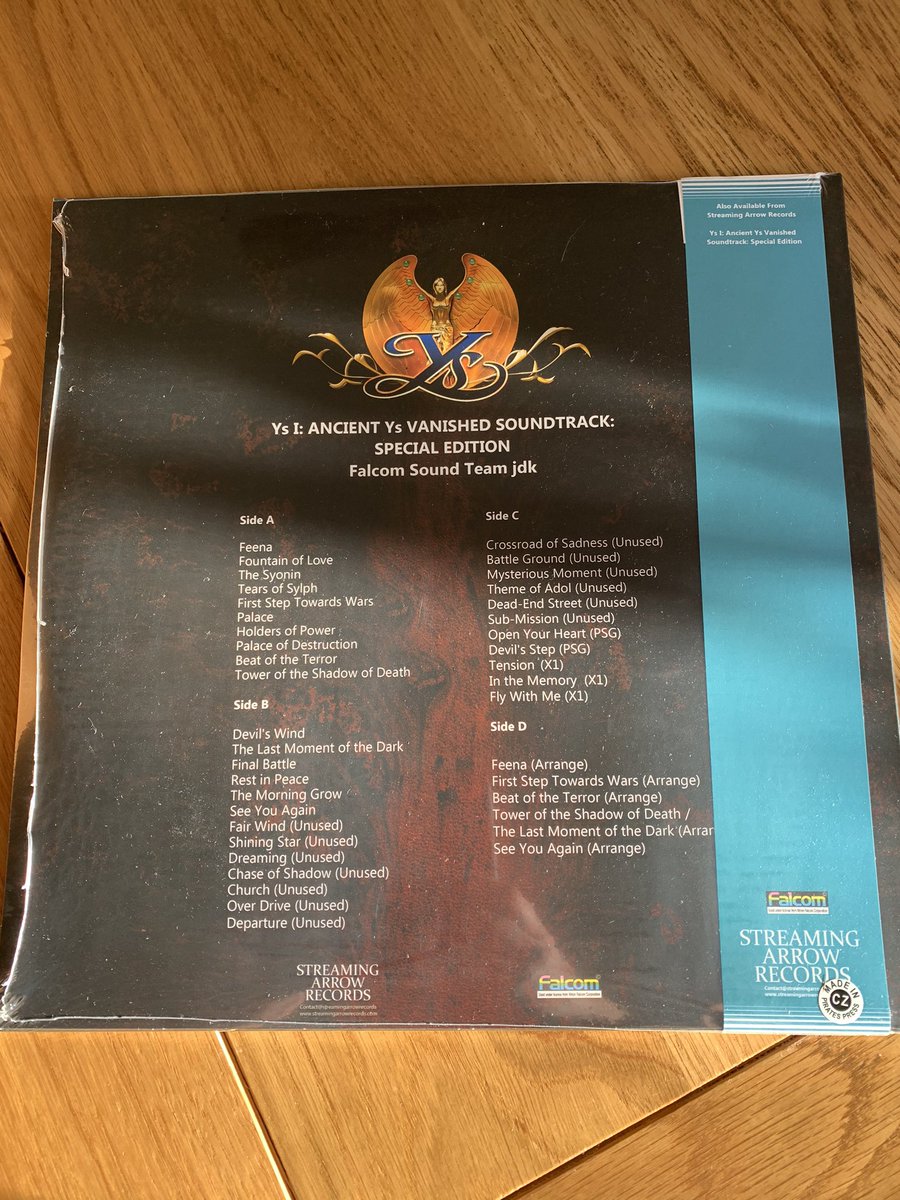 Also Available From
Streaming Arrow Records
Ys I: Ancient Ys Vanished
Soundtrack: Special Edition
Ys
Ys I: ANCIENT Ys VANISHED SOUNDTRACK:
SPECIAL EDITION
Falcom Sound Team jdk
Side A
Feena
Fountain of Love
The Syonin
Tears of Sylph
First Step Towards Wars
Palace
Holders of Power
Palace of Destruction
Beat of the Terror
Tower of the Shadow of Death
Side B
Devil's Wind
The Last Moment of the Dark
Final Battle
Rest in Peace
The Morning Grow
See You Again
Fair Wind (Unused)
Shining Star (Unused)
Dreaming (Unused)
Chase of Shadow (Unused)
Church (Unused)
Over Drive (Unused)
Departure (Unused)
Side C
Crossroad of Sadness (Unused)
Battle Ground (Unused)
Mysterious Moment (Unused)
Theme of Adol (Unused)
Dead-End Street (Unused)
Sub-Mission (Unused)
Open Your Heart (PSG)
Devil's Step (PSG)
Tension (X1)
In the Memory (X1)
Fly With Me (X1)
Side D
Feena (Arrange)
First Step Towards Wars (Arrange)
Beat of the Terror (Arrange)
Tower of the Shadow of Death /
The Last Moment of the Dark (Arrar
See You Again (Arrange)
STREAMING
ARROW
RECORDS
Contact@streamingarrowrecords
www.streamingarrowrecords.com
Falcom
Falcom
STREAMING
ARROW
RECORDS
MADE IN
CZ
PIRATES PRESS